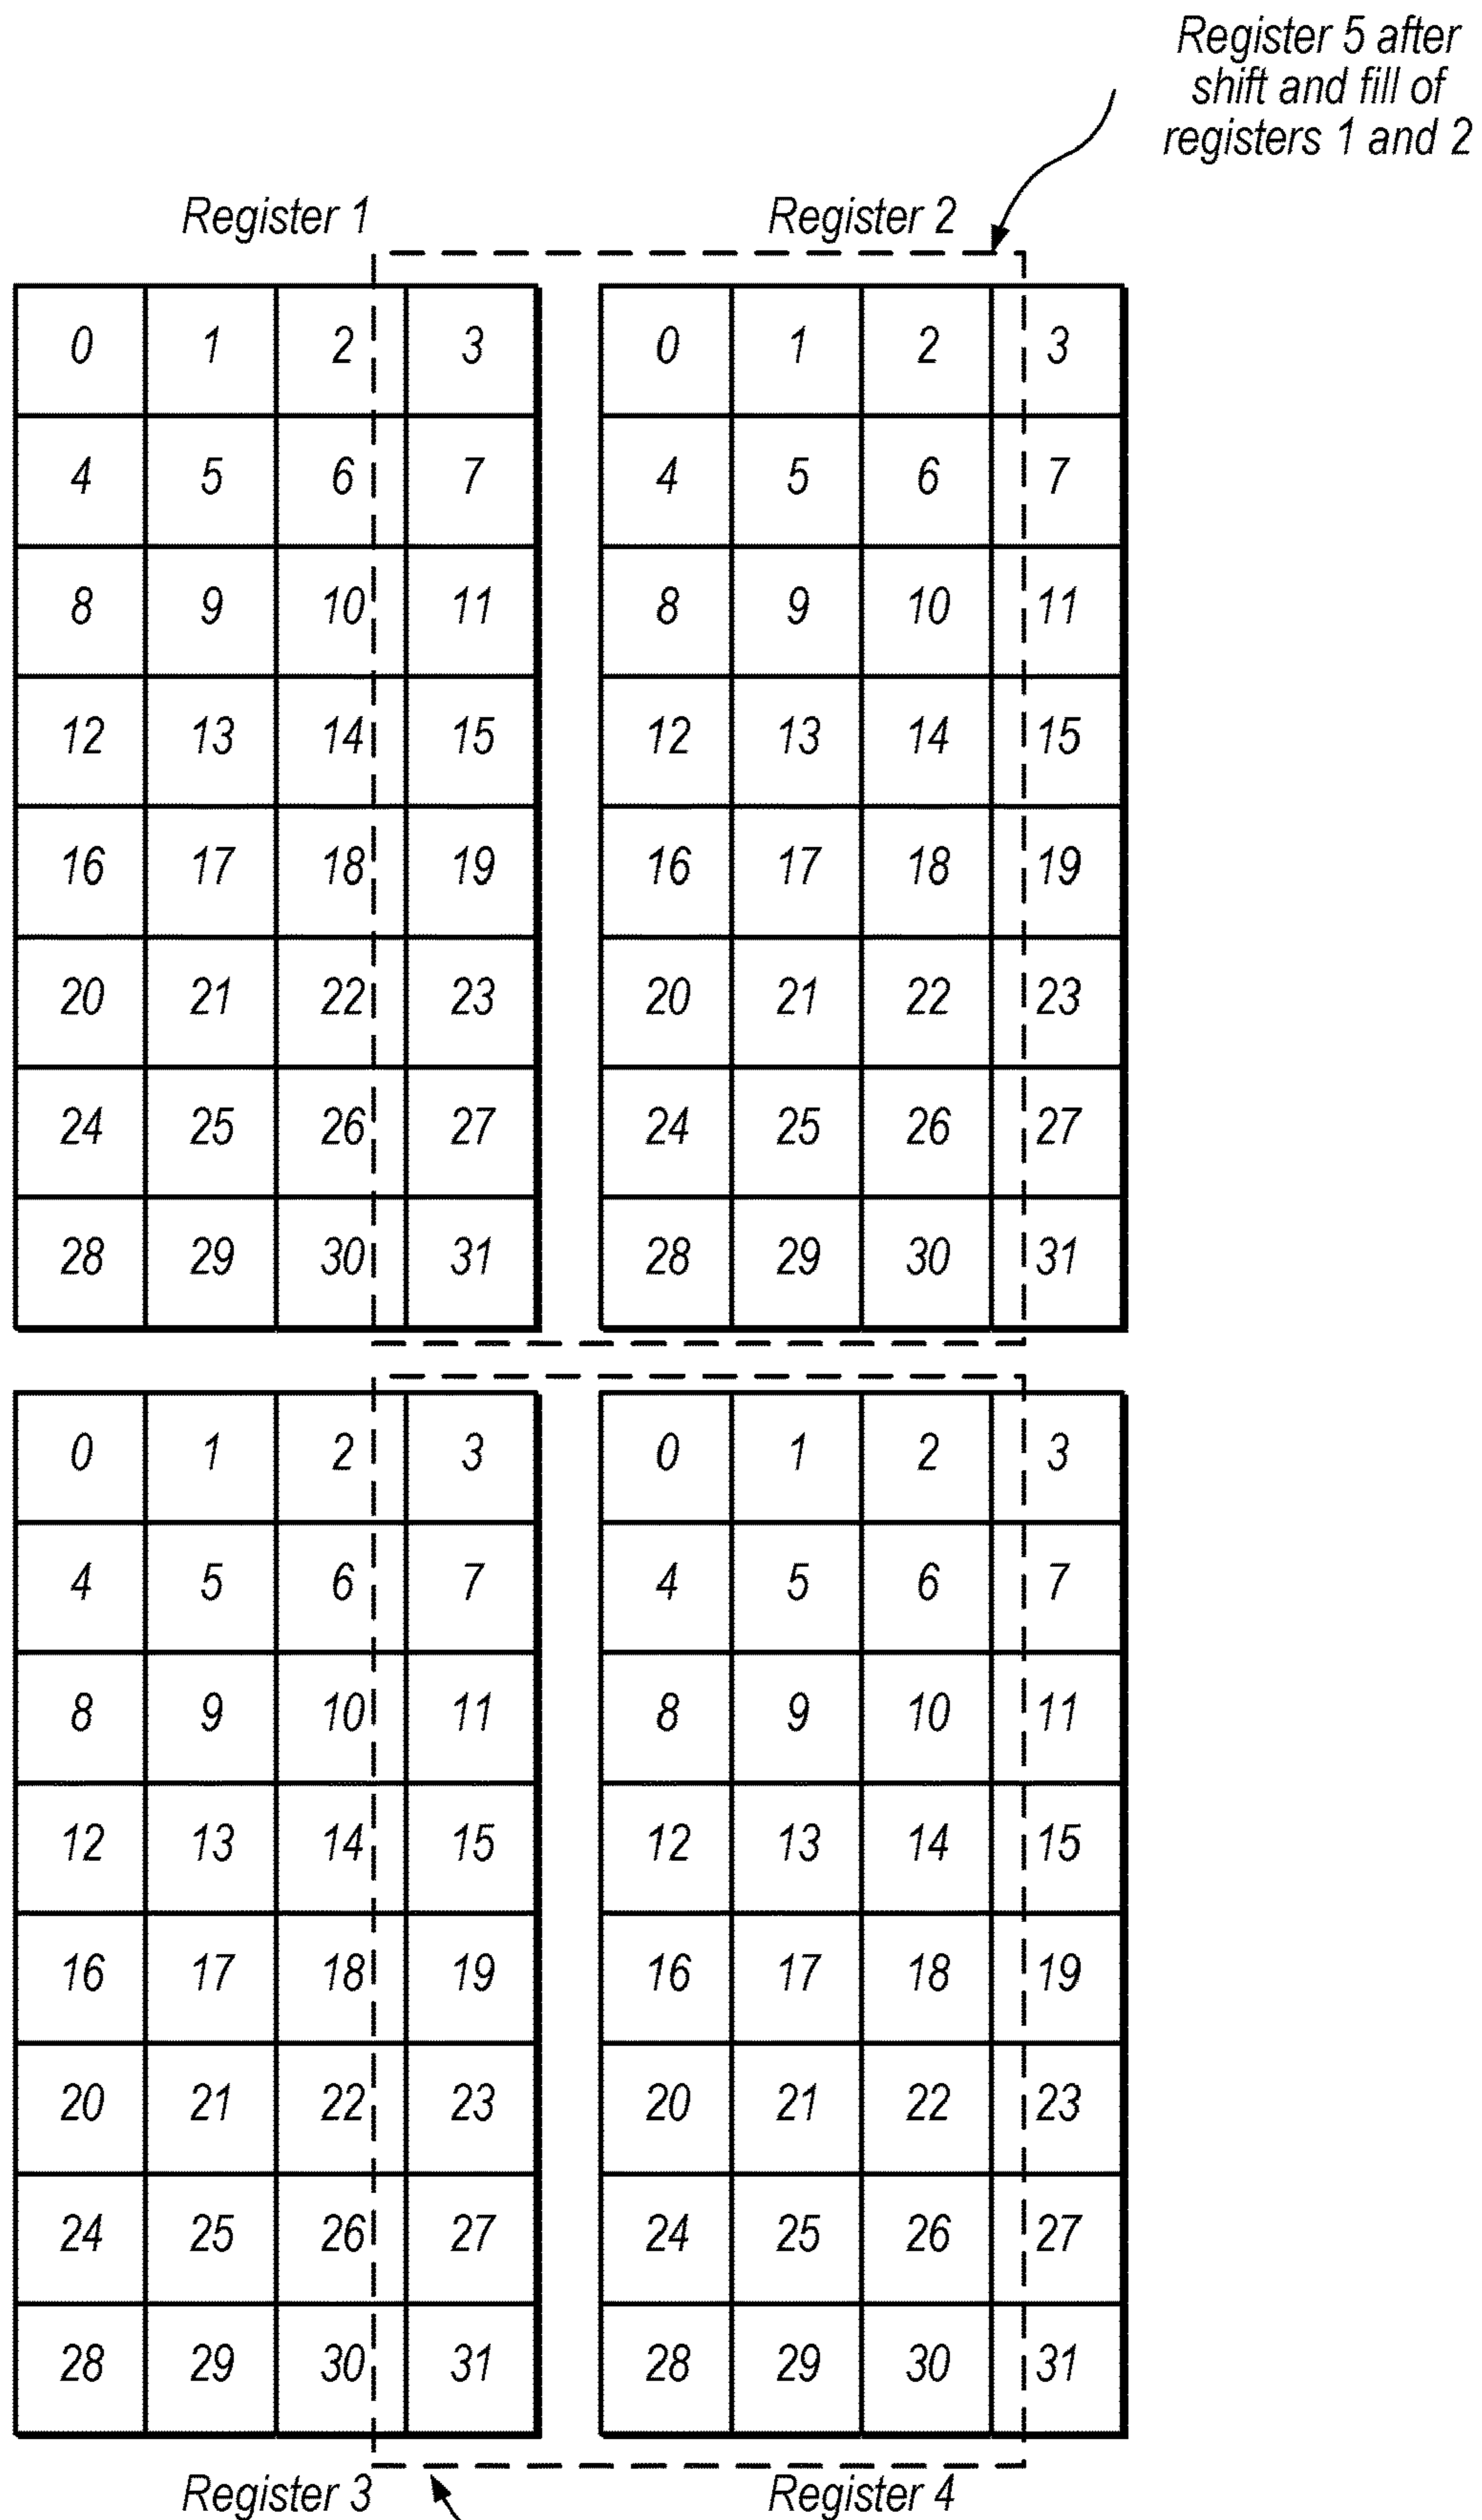 Register 5 after
shift and fill of
registers 1 and 2
Register 1 Register 2
0 1 2 3 0 1 2 3
4 5 6 7 4 5 6 7
8 9 10 11 8 9 10 11
12 13 14 15 12 13 14 15
16 17 18 19 16 17 18 19
20 21 22 23 20 21 22 23
24 25 26 27 24 25 26 27
28 29 30 31 28 29 30 31
0 1 2 3 0 1 2 3
4 5 6 7 4 5 6 7
8 9 10 11 8 9 10 11
12 13 14 15 12 13 14 15
16 17 18 19 16 17 18 19
20 21 22 23 20 21 22 23
24 25 26 27 24 25 26 27
28 29 30 31 28 29 30 31
Register 3 Register 4